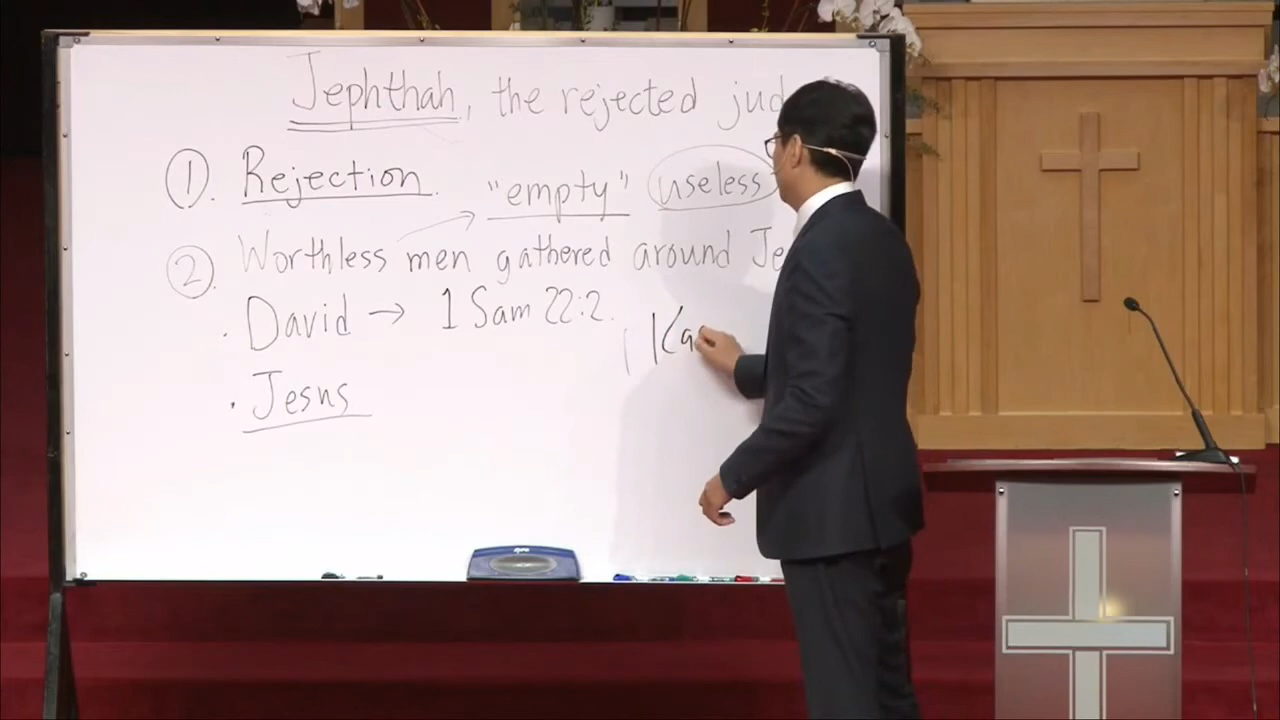 Jephthah, the rejected jud
①. Rejection. "empty" useless
②. Worthless men gathered around Je
· David → 1 Sam 22:2.
Ka
· Jesus